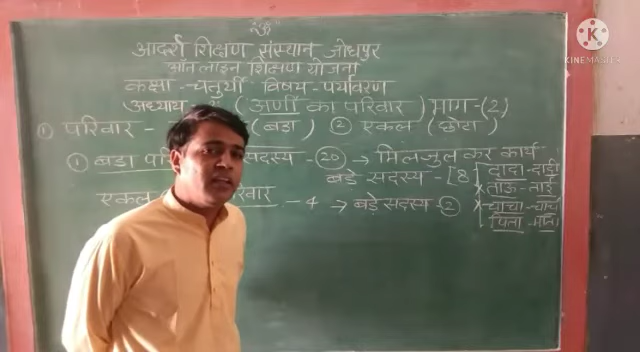 ॐ
आदर्श शिक्षण संस्थान जोधपुर
ऑनलाइन शिक्षण योजना
कक्षा - चतुर्थी विषय - पर्यावरण
अध्याय (आर्णी का परिवार) भाग - (2)
① परिवार - (बडा) ② एकल (छोटा)
① बडा सदस्य - (20) → मिलजुल कर कार्य
बड़े सदस्य - [8 दादा - दादी
ताऊ - ताई
एकल परिवार - 4 → बड़े सदस्य - ② चाचा - चाची
पिता - माता
KINEMASTER